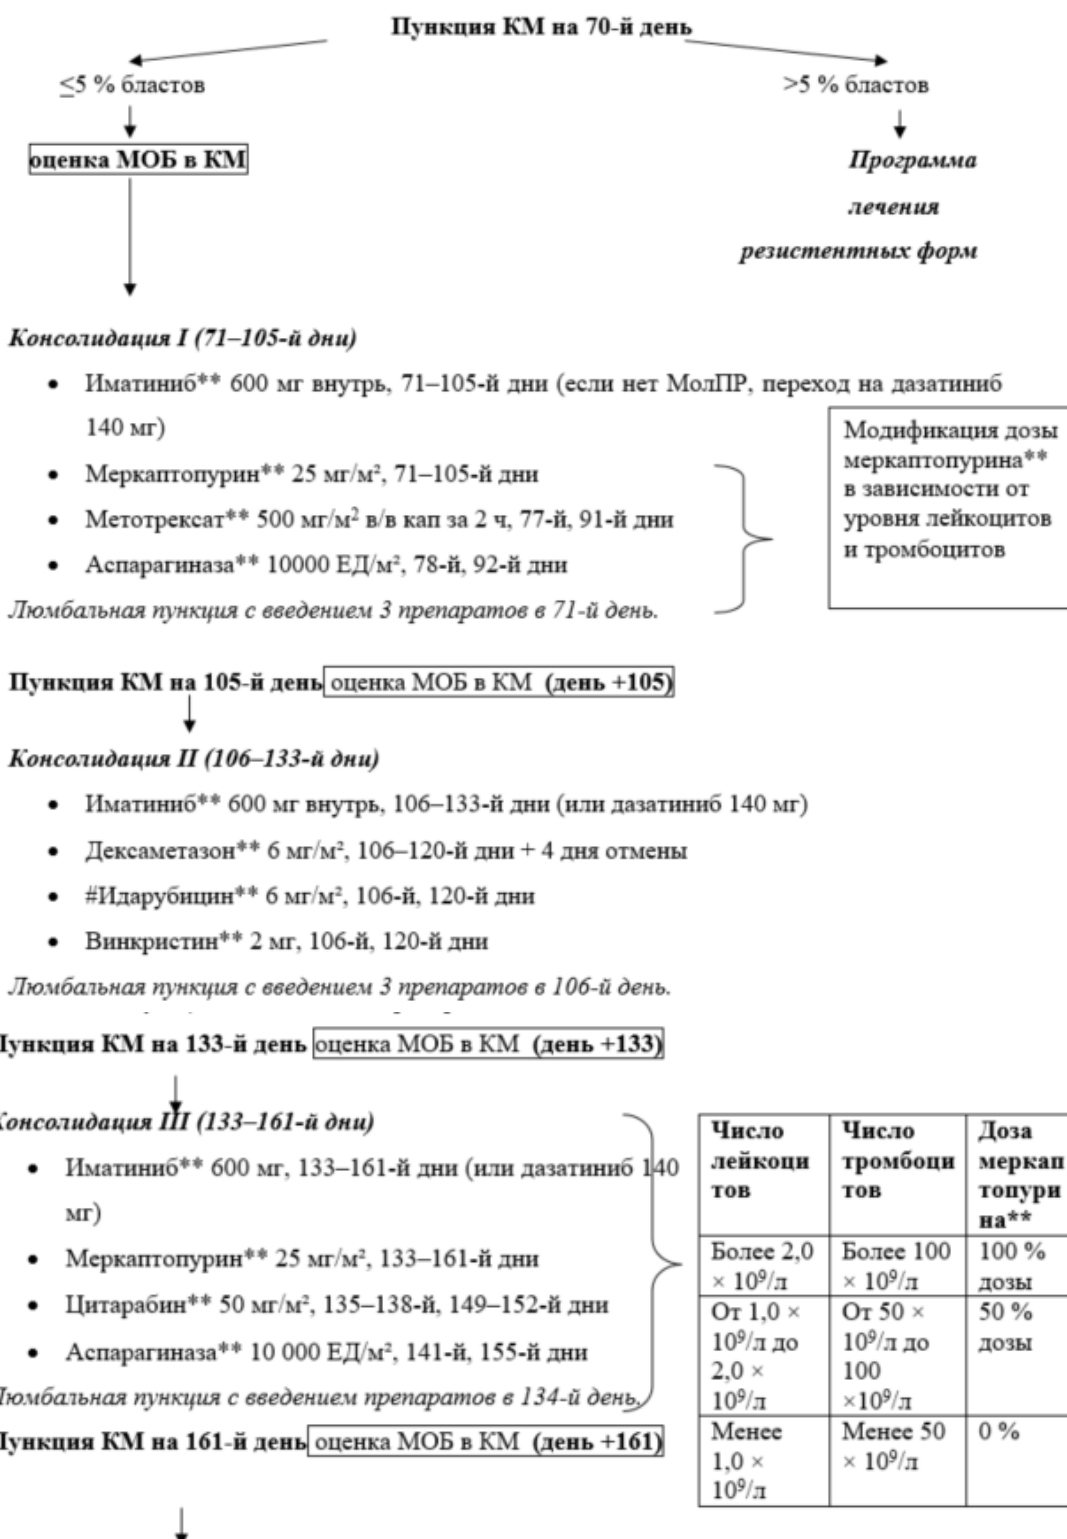 Пункция КМ на 70-й день
≤5 % бластов
>5 % бластов
оценка МОБ в КМ
Программа
лечения
резистентных форм
Консолидация I (71–105-й дни)
• Иматиниб** 600 мг внутрь, 71–105-й дни (если нет МолПР, переход на дазатиниб
140 мг)
• Меркаптопурин** 25 мг/м², 71–105-й дни
• Метотрексат** 500 мг/м² в/в кап за 2 ч, 77-й, 91-й дни
• Аспарагиназа** 10000 ЕД/м², 78-й, 92-й дни
Люмбальная пункция с введением 3 препаратов в 71-й день.
Модификация дозы
меркаптопурина**
в зависимости от
уровня лейкоцитов
и тромбоцитов
Пункция КМ на 105-й день оценка МОБ в КМ (день +105)
Консолидация II (106–133-й дни)
• Иматиниб** 600 мг внутрь, 106–133-й дни (или дазатиниб 140 мг)
• Дексаметазон** 6 мг/м², 106–120-й дни + 4 дня отмены
• #Идарубицин** 6 мг/м², 106-й, 120-й дни
• Винкристин** 2 мг, 106-й, 120-й дни
Люмбальная пункция с введением 3 препаратов в 106-й день.
Пункция КМ на 133-й день оценка МОБ в КМ (день +133)
Консолидация III (133–161-й дни)
• Иматиниб** 600 мг, 133–161-й дни (или дазатиниб 140
мг)
• Меркаптопурин** 25 мг/м², 133–161-й дни
• Цитарабин** 50 мг/м², 135–138-й, 149–152-й дни
• Аспарагиназа** 10 000 ЕД/м², 141-й, 155-й дни
Люмбальная пункция с введением препаратов в 134-й день.
Пункция КМ на 161-й день оценка МОБ в КМ (день +161)
Число
лейкоци
тов
Число
тромбоци
тов
Доза
меркап
топури
на**
Более 2,0
× 10⁹/л
Более 100
× 10⁹/л
100 %
дозы
От 1,0 ×
10⁹/л до
2,0 ×
10⁹/л
От 50 ×
10⁹/л до
100
×10⁹/л
50 %
дозы
Менее
1,0 ×
10⁹/л
Менее 50
× 10⁹/л
0 %